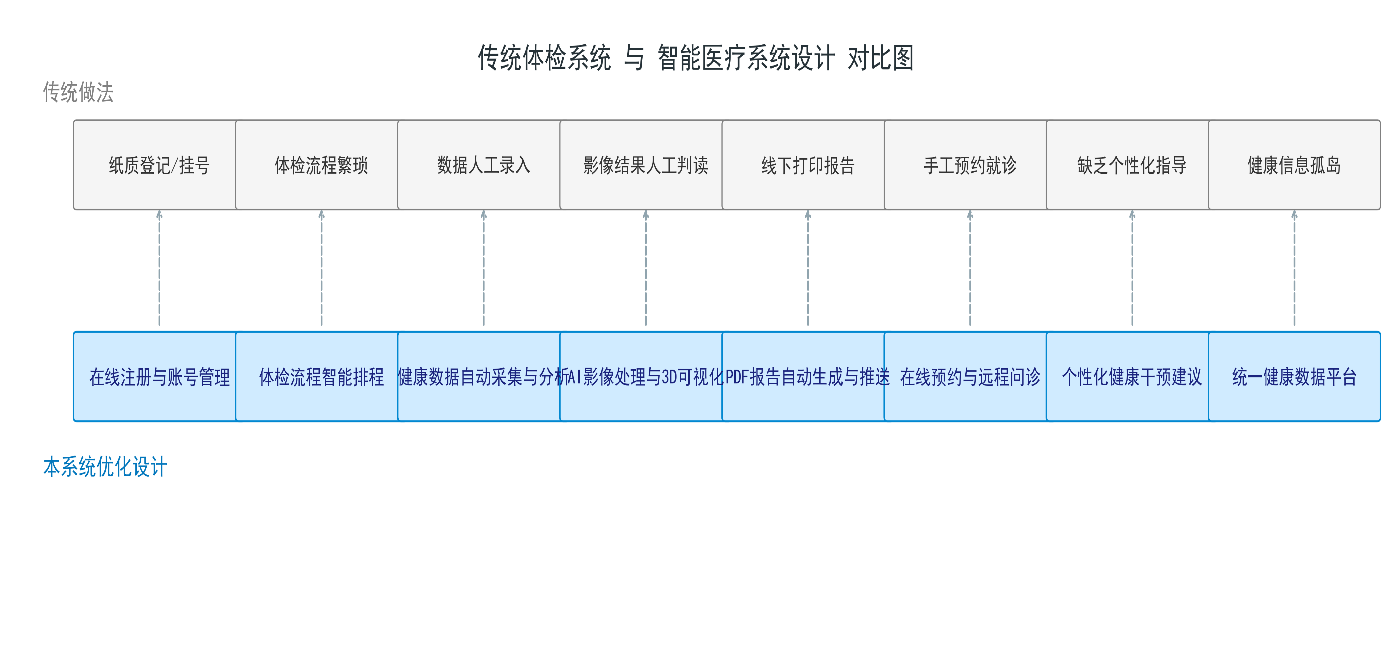 传统体检系统 与 智能医疗系统设计 对比图
传统做法
纸质登记/挂号
体检流程繁琐
数据人工录入
影像结果人工判读
线下打印报告
手工预约就诊
缺乏个性化指导
健康信息孤岛
在线注册与账号管理
体检流程智能排程
健康数据自动采集与分析
AI影像处理与3D可视化
PDF报告自动生成与推送
在线预约与远程问诊
个性化健康干预建议
统一健康数据平台
本系统优化设计